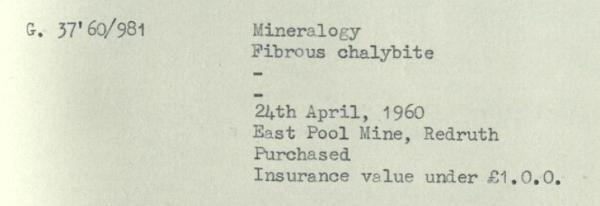 G. 37'60/981 Mineralogy
Fibrous chalybite
-
-
24th April, 1960
East Pool Mine, Redruth
Purchased
Insurance value under £1.0.0.